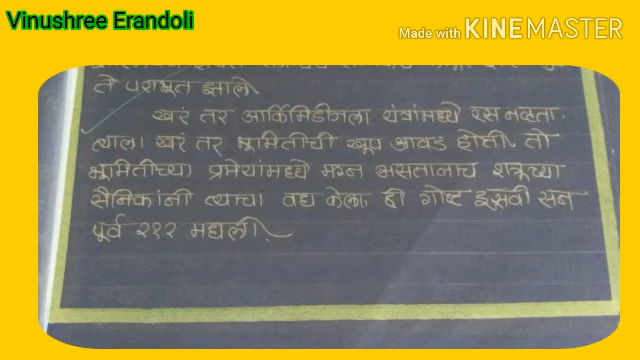 Vinushree Erandoli
Made with KINEMASTER
ते पराभूत झाले.
खरं तर आर्किमिडीजला यंत्रांमध्ये रस नव्हता.
त्याला खरं तर भूमितीची खूप आवड होती. तो
भूमितीच्या प्रमेयांमध्ये मग्न असतानाच शत्रूच्या
सैनिकांनी त्याचा वध केला. ही गोष्ट इसवी सन
पूर्व २१२ मधली.